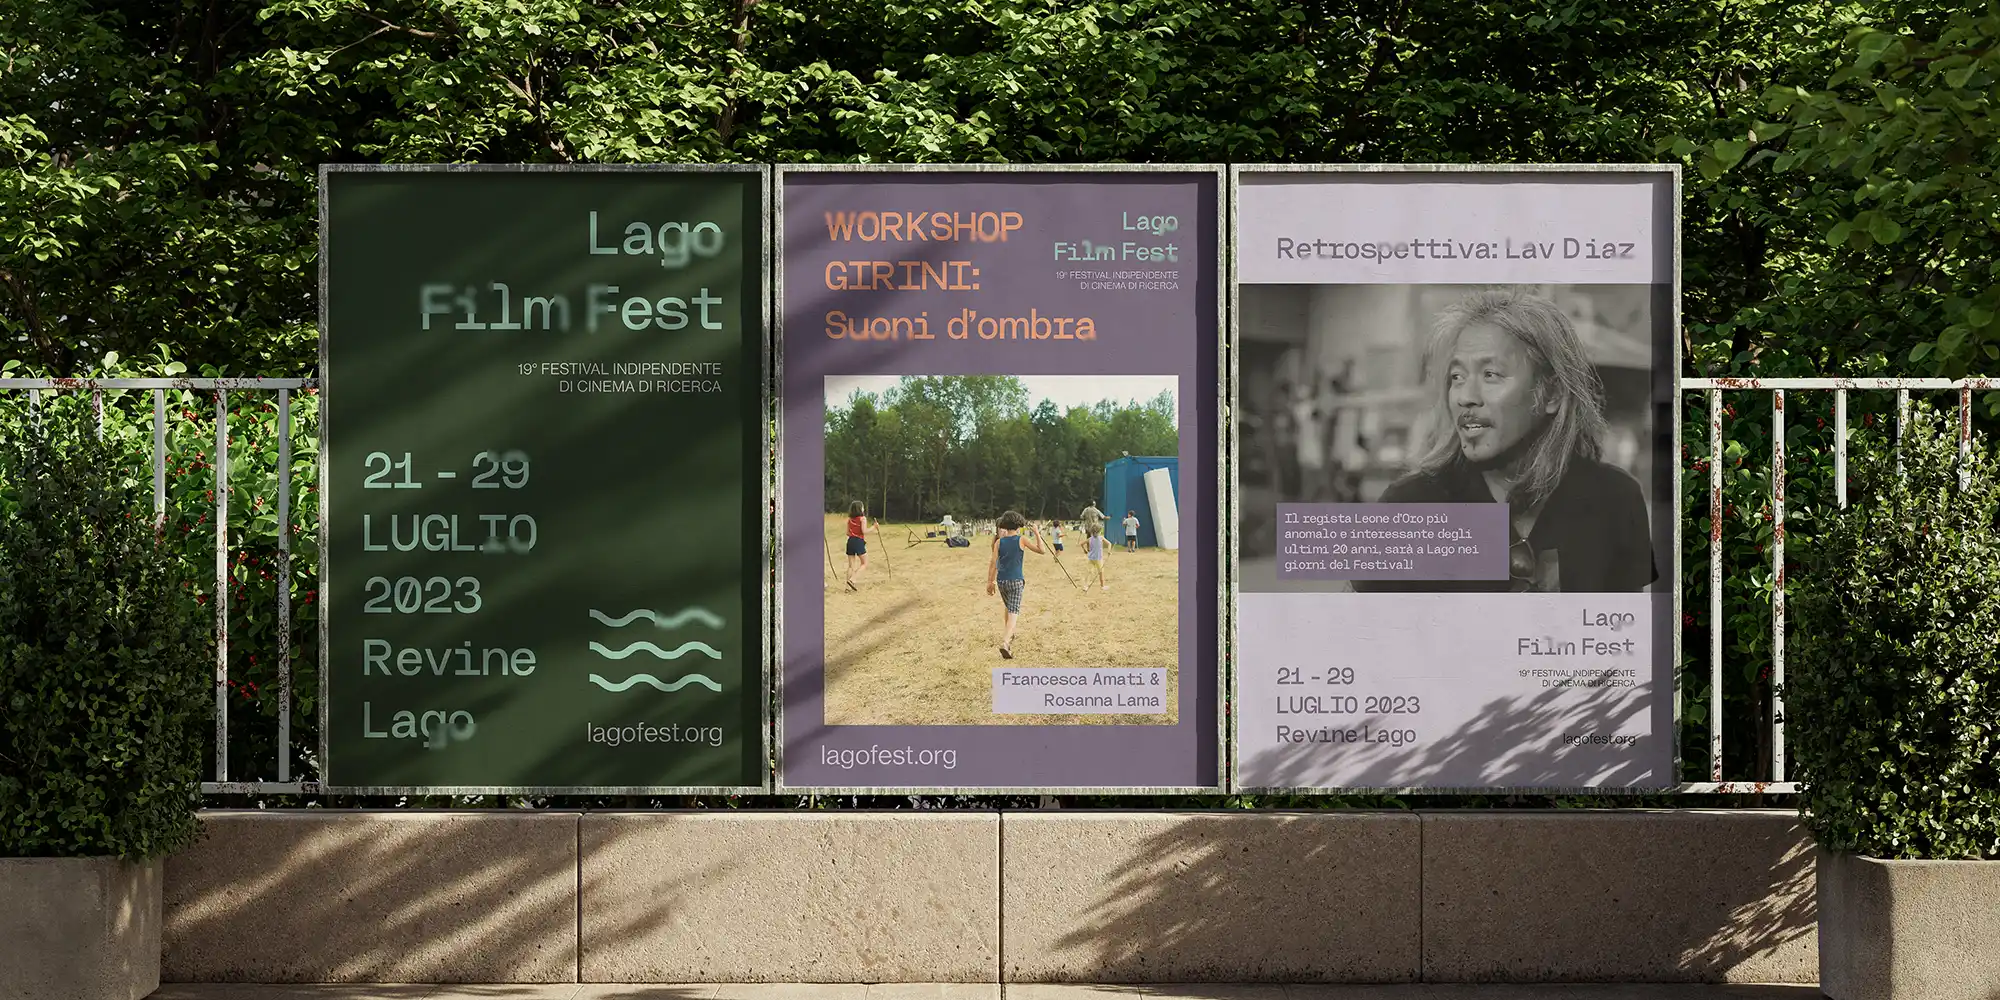 Lago
Film Fest
19° FESTIVAL INDIPENDENTE
DI CINEMA DI RICERCA
21 - 29
LUGLIO
2023
Revine
Lago
lagofest.org
WORKSHOP
GIRINI:
Suoni d'ombra
Lago
Film Fest
19° FESTIVAL INDIPENDENTE
DI CINEMA DI RICERCA
Francesca Amati &
Rosanna Lama
lagofest.org
Retrospettiva: Lav Diaz
Il regista Leone d'Oro più
anomalo e interessante degli
ultimi 20 anni, sarà a Lago nei
giorni del Festival!
Lago
Film Fest
19° FESTIVAL INDIPENDENTE
DI CINEMA DI RICERCA
21 - 29
LUGLIO 2023
Revine Lago
lagofest.org